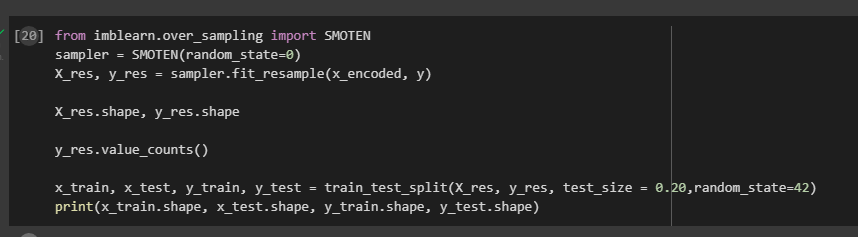 [20] from imblearn.over_sampling import SMOTEN
sampler = SMOTEN(random_state=0)
X_res, y_res = sampler.fit_resample(x_encoded, y)
X_res.shape, y_res.shape
y_res.value_counts()
x_train, x_test, y_train, y_test = train_test_split(X_res, y_res, test_size = 0.20,random_state=42)
print(x_train.shape, x_test.shape, y_train.shape, y_test.shape)